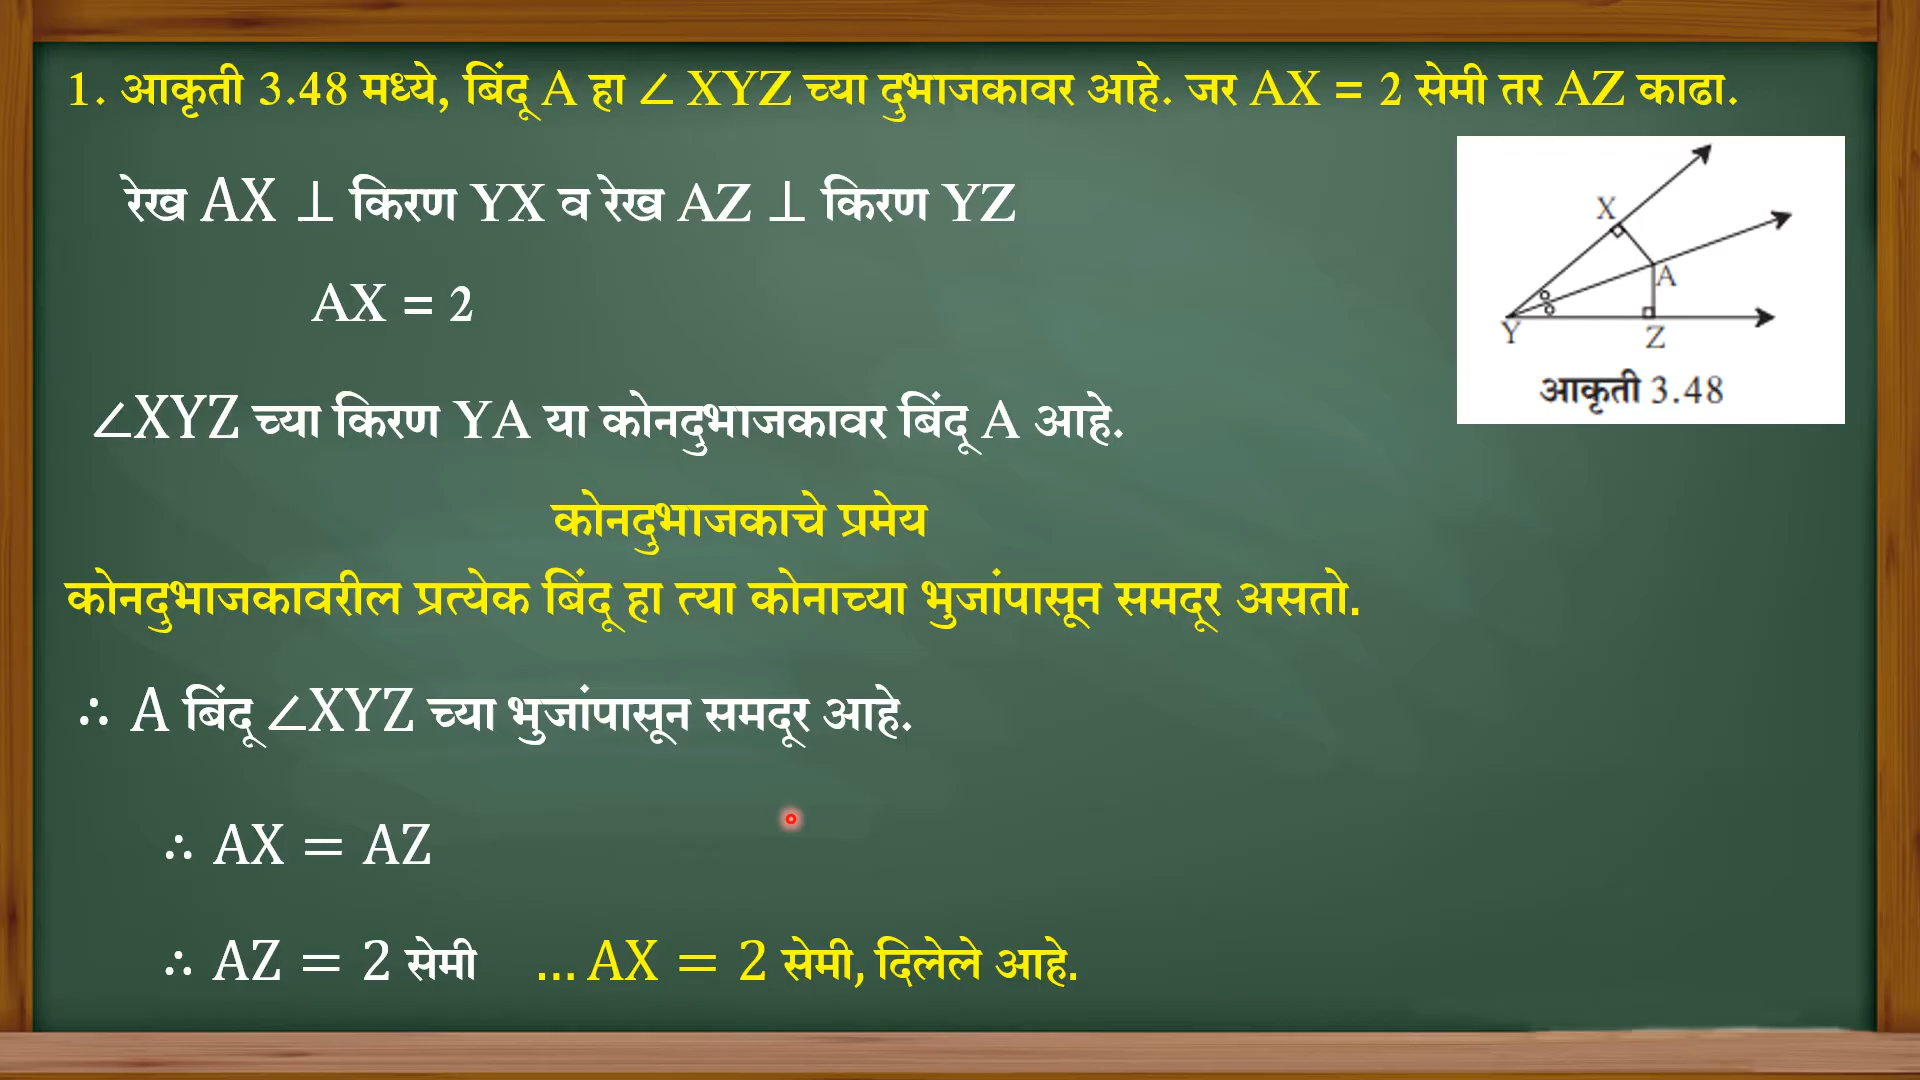 1. आकृती 3.48 मध्ये, बिंदू A हा ∠ XYZ च्या दुभाजकावर आहे. जर AX = 2 सेमी तर AZ काढा.
रेख AX ⊥ किरण YX व रेख AZ ⊥ किरण YZ
AX = 2
∠XYZ च्या किरण YA या कोनदुभाजकावर बिंदू A आहे.
कोनदुभाजकाचे प्रमेय
कोनदुभाजकावरील प्रत्येक बिंदू हा त्या कोनाच्या भुजांपासून समदूर असतो.
∴ A बिंदू ∠XYZ च्या भुजांपासून समदूर आहे.
∴ AX = AZ
∴ AZ = 2 सेमी ... AX = 2 सेमी, दिलेले आहे.
X
A
Y
Z
आकृती 3.48